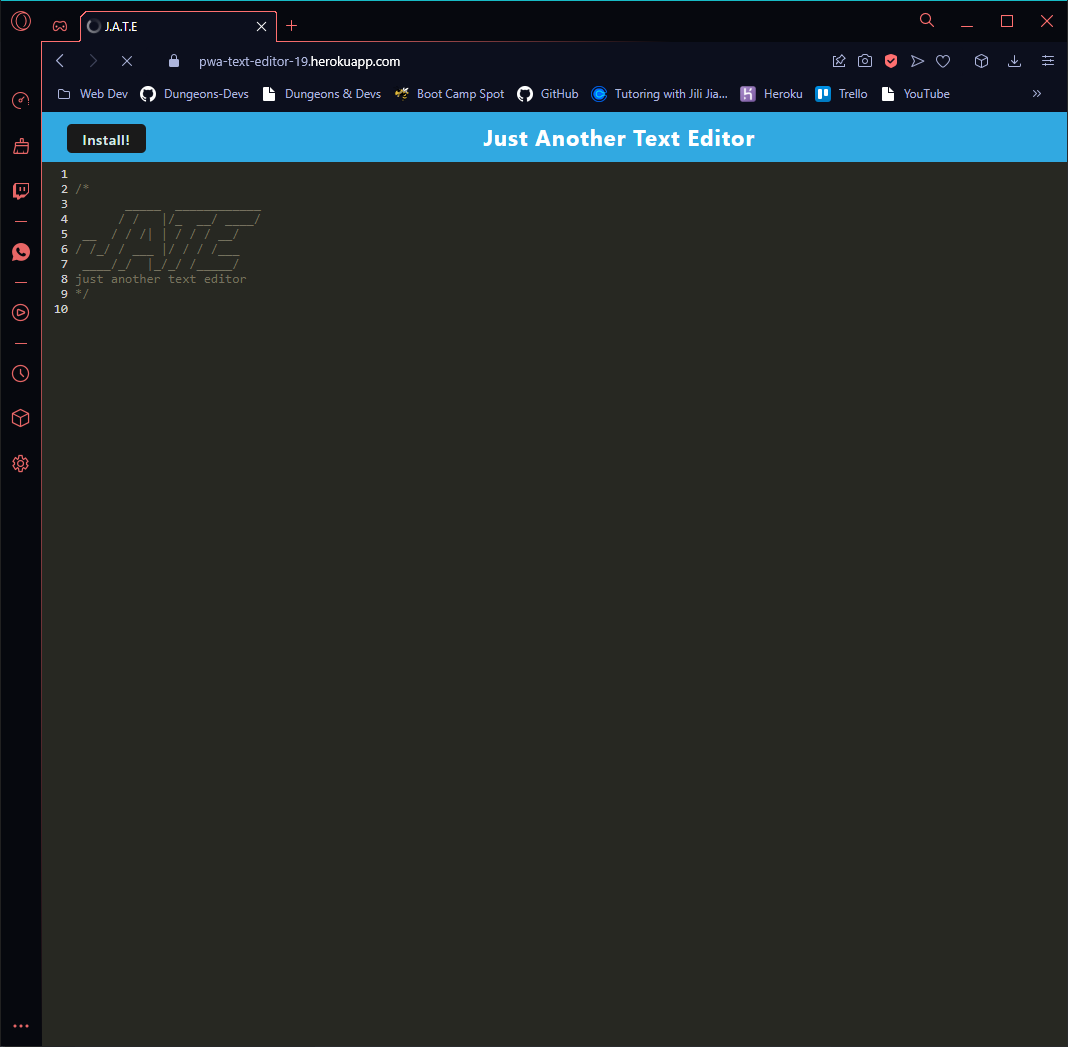 J.A.T.E
pwa-text-editor-19.herokuapp.com
Web Dev Dungeons-Devs Dungeons & Devs Boot Camp Spot GitHub Tutoring with Jili Jia... Heroku Trello YouTube
Install! Just Another Text Editor
1
2 /*
3        _____  ____________
4       / /   |/_  __/ ____/
5  __  / / /| | / / / __/
6 / /_/ / ___ |/ / / /___
7  ____/_/  |_/_/ /_____/
8 just another text editor
9 */
10